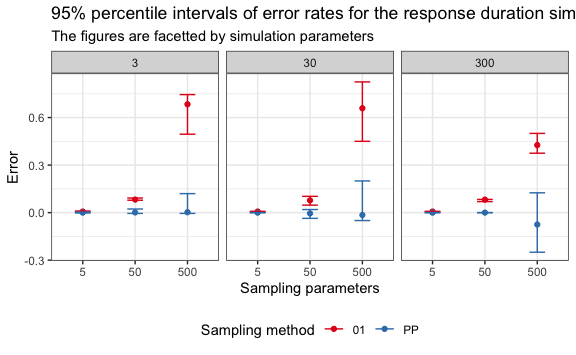 95% percentile intervals of error rates for the response duration sim
The figures are facetted by simulation parameters
3 30 300
Error
0.6
0.3
0.0
-0.3
5 50 500 5 50 500 5 50 500
Sampling parameters
Sampling method 01 PP